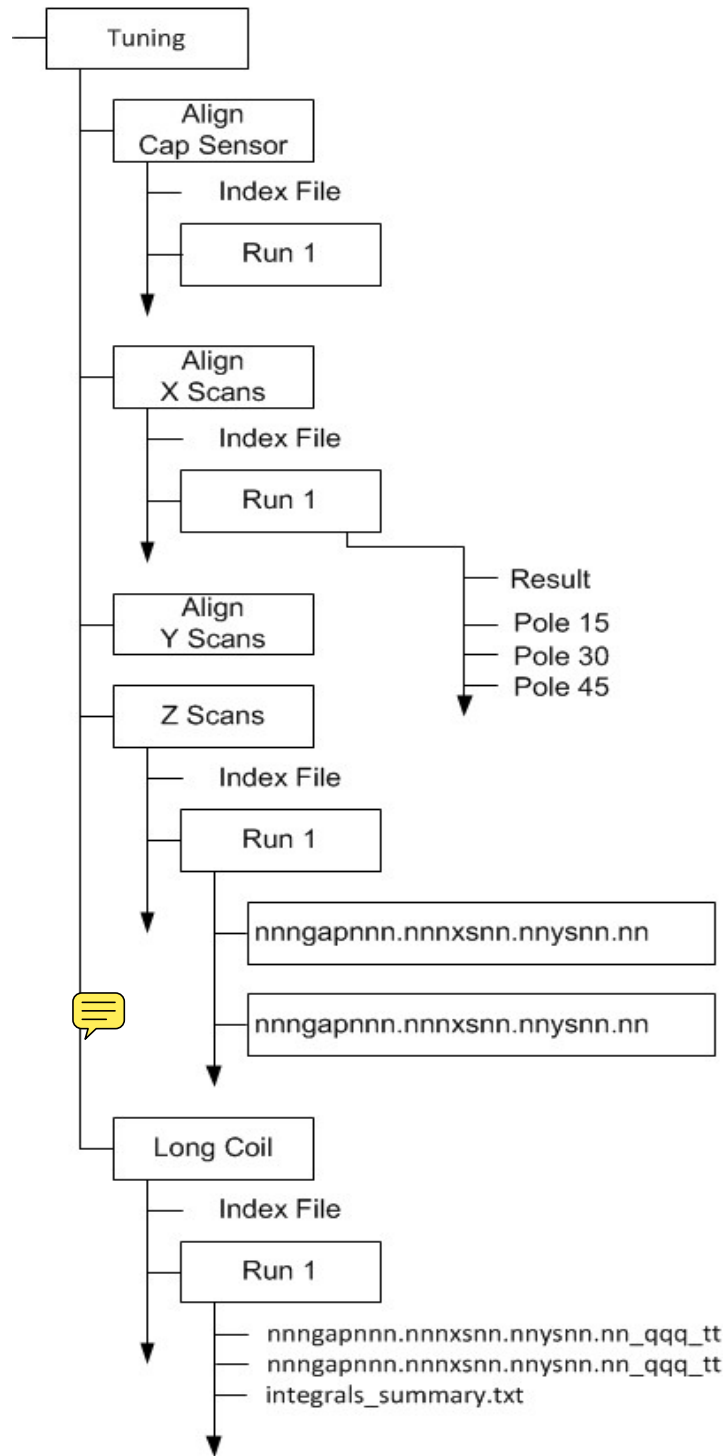 Tuning
Align
Cap Sensor
Index File
Run 1
Align
X Scans
Index File
Run 1
Result
Pole 15
Pole 30
Pole 45
Align
Y Scans
Z Scans
Index File
Run 1
nnngapnnn.nnnxsnn.nnysnn.nn
nnngapnnn.nnnxsnn.nnysnn.nn
Long Coil
Index File
Run 1
nnngapnnn.nnnxsnn.nnysnn.nn_qqq_tt
nnngapnnn.nnnxsnn.nnysnn.nn_qqq_tt
integrals_summary.txt